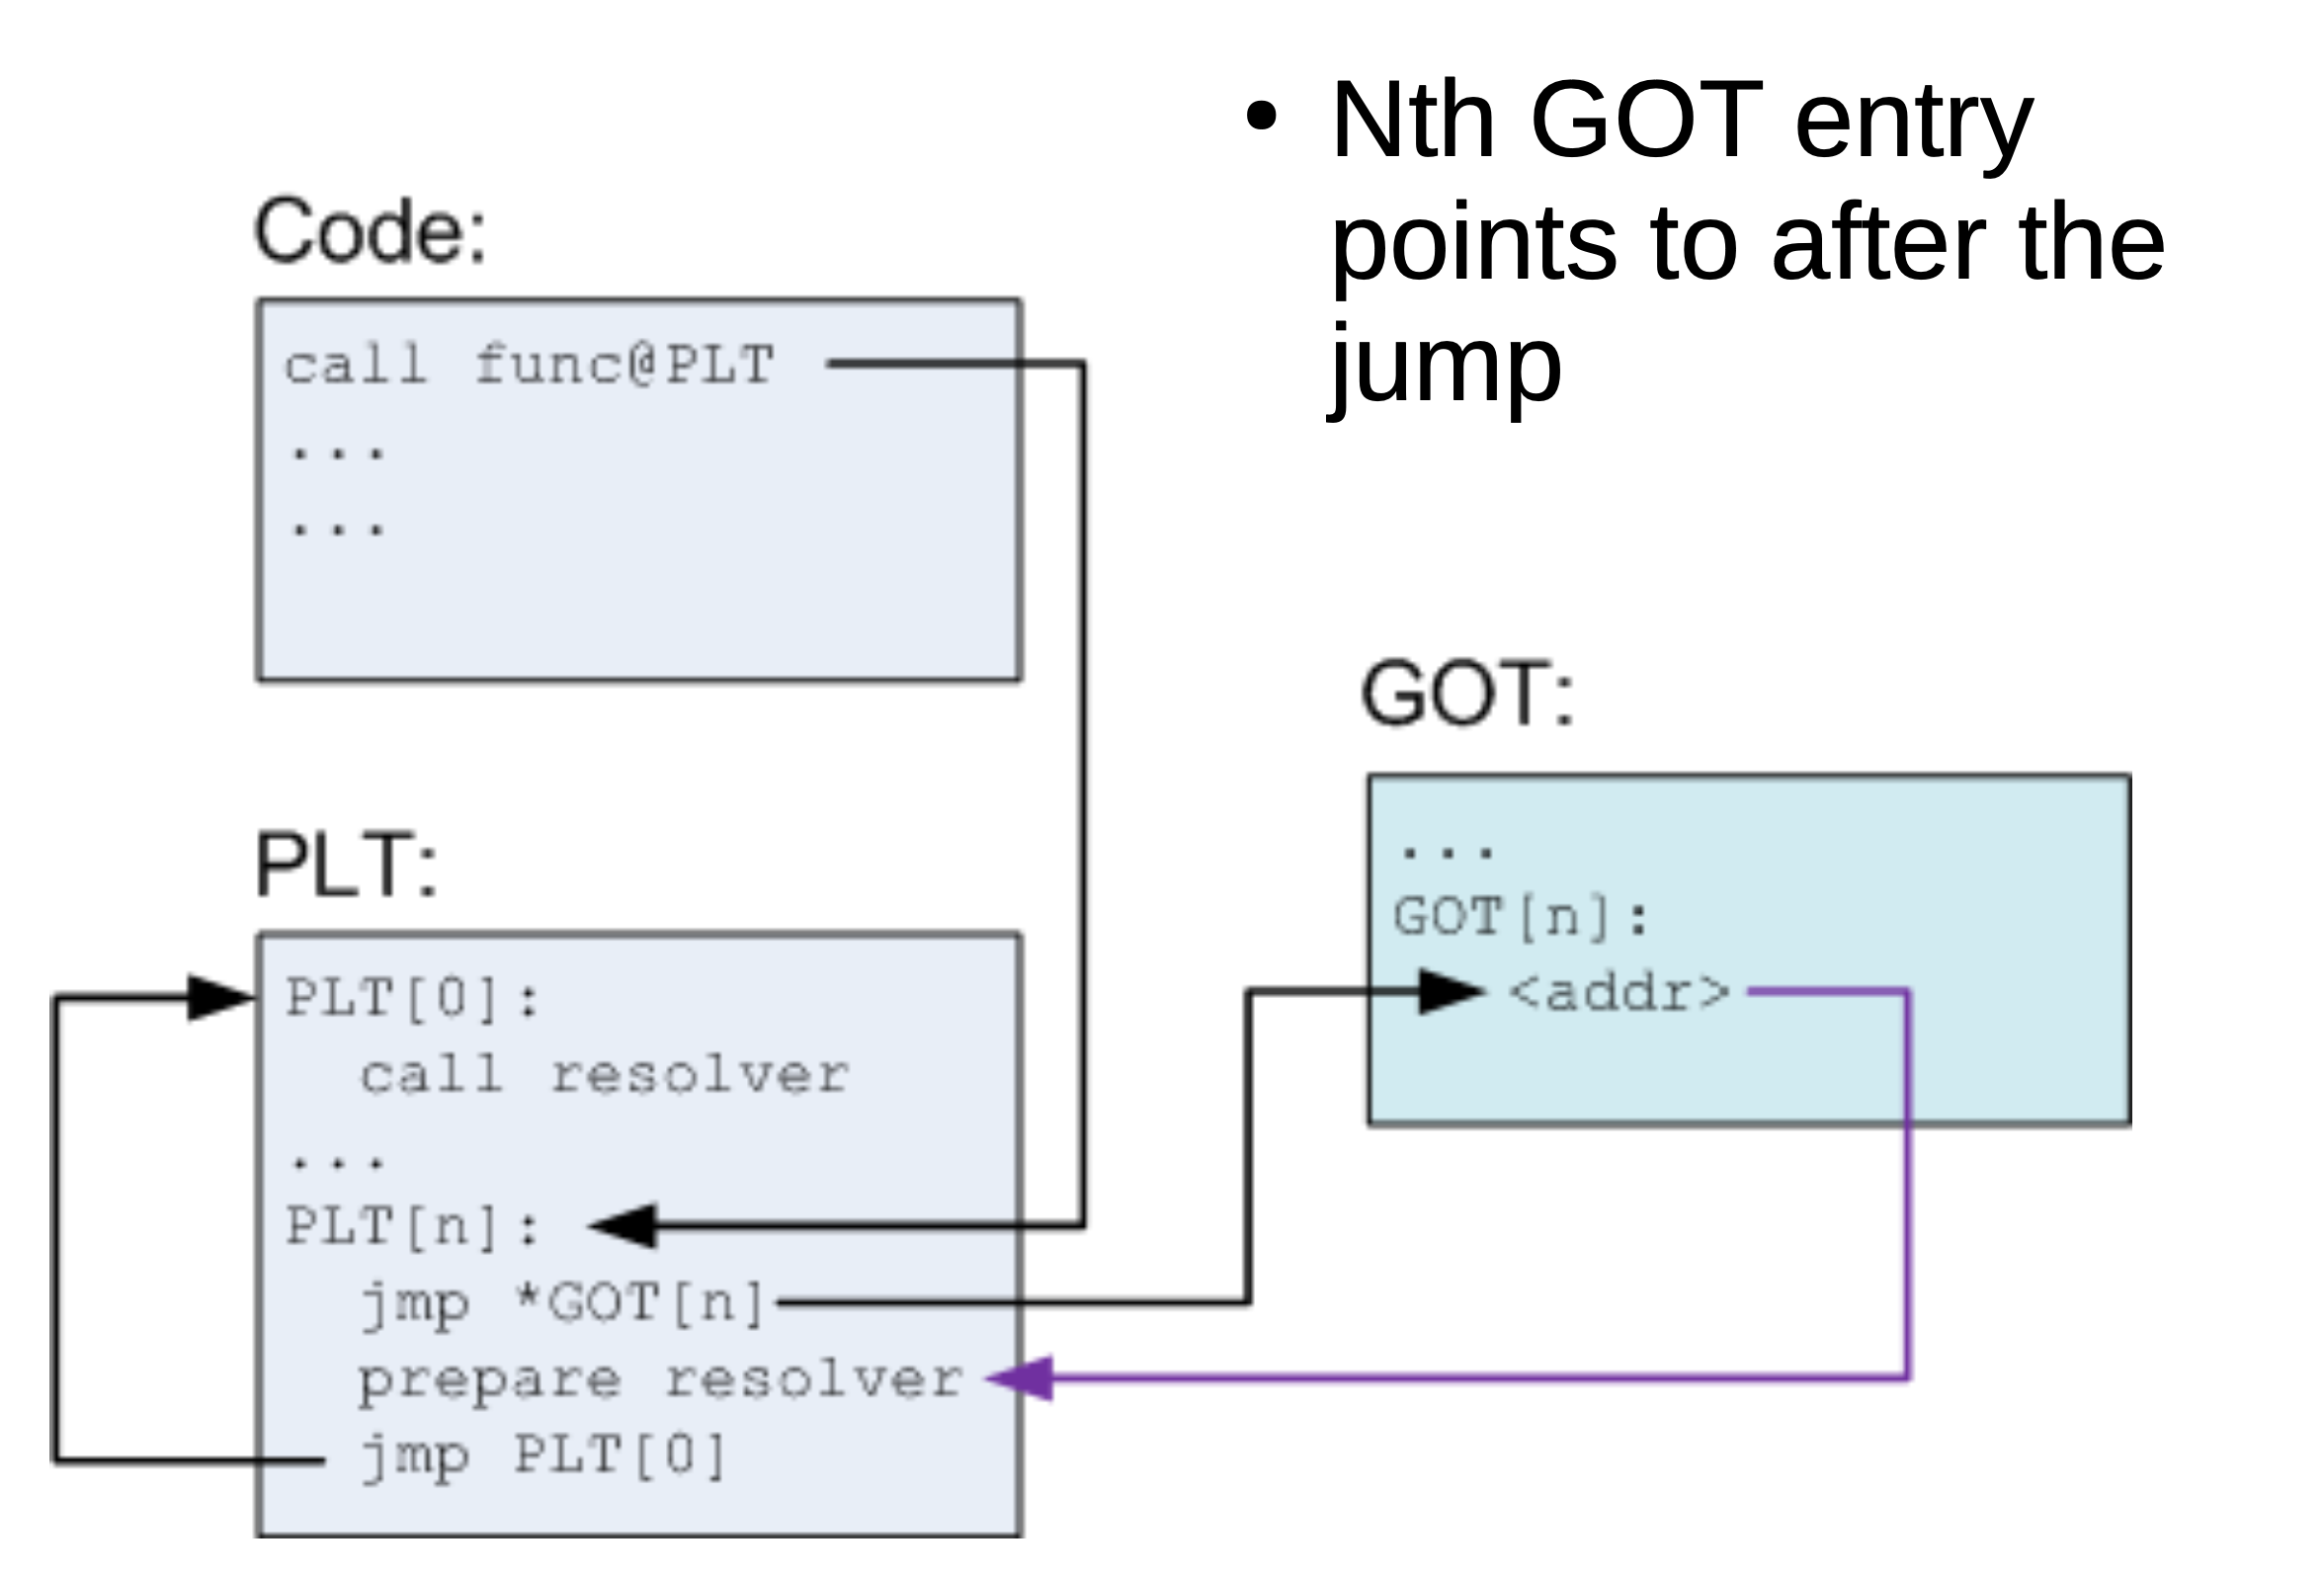 • Nth GOT entry
points to after the
jump
Code:
call func@PLT
...
...
PLT:
PLT[0]:
call resolver
...
PLT[n]:
jmp *GOT[n]
prepare resolver
jmp PLT[0]
GOT:
...
GOT[n]:
<addr>